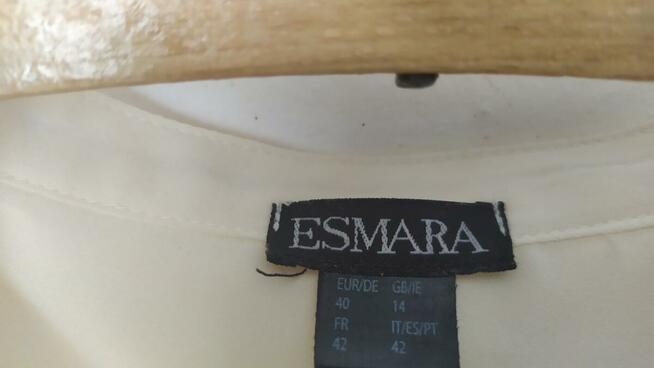 ESMARA
EUR/DE GB/IE
40 14
FR IT/ES/PT
42 42